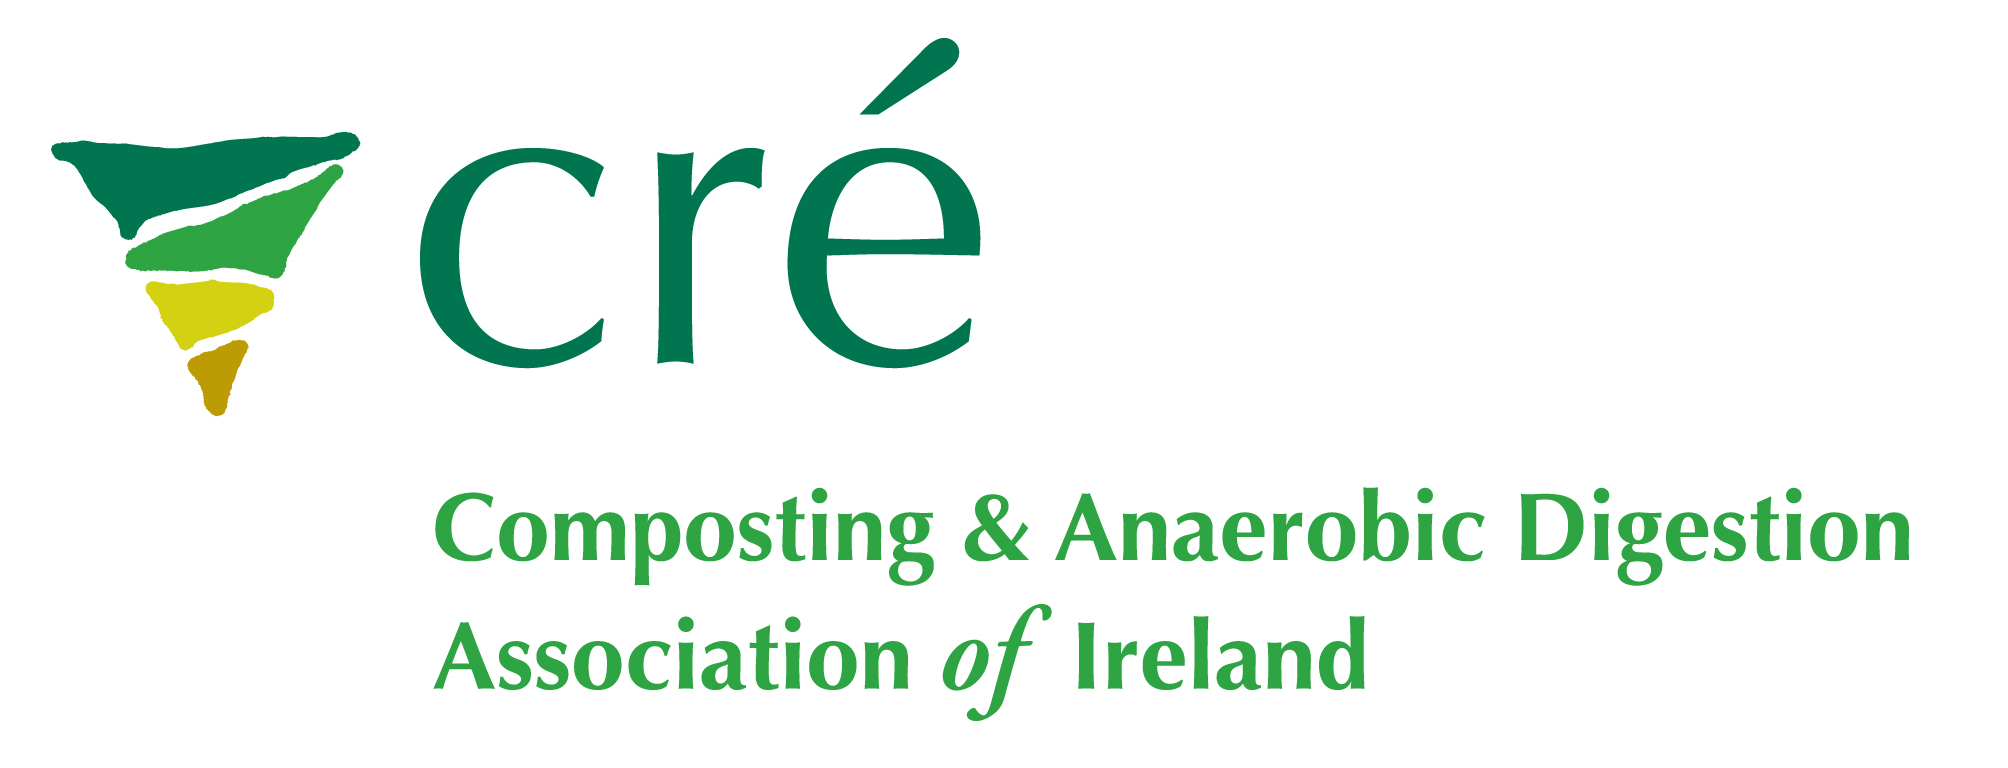 cré
Composting & Anaerobic Digestion
Association of Ireland